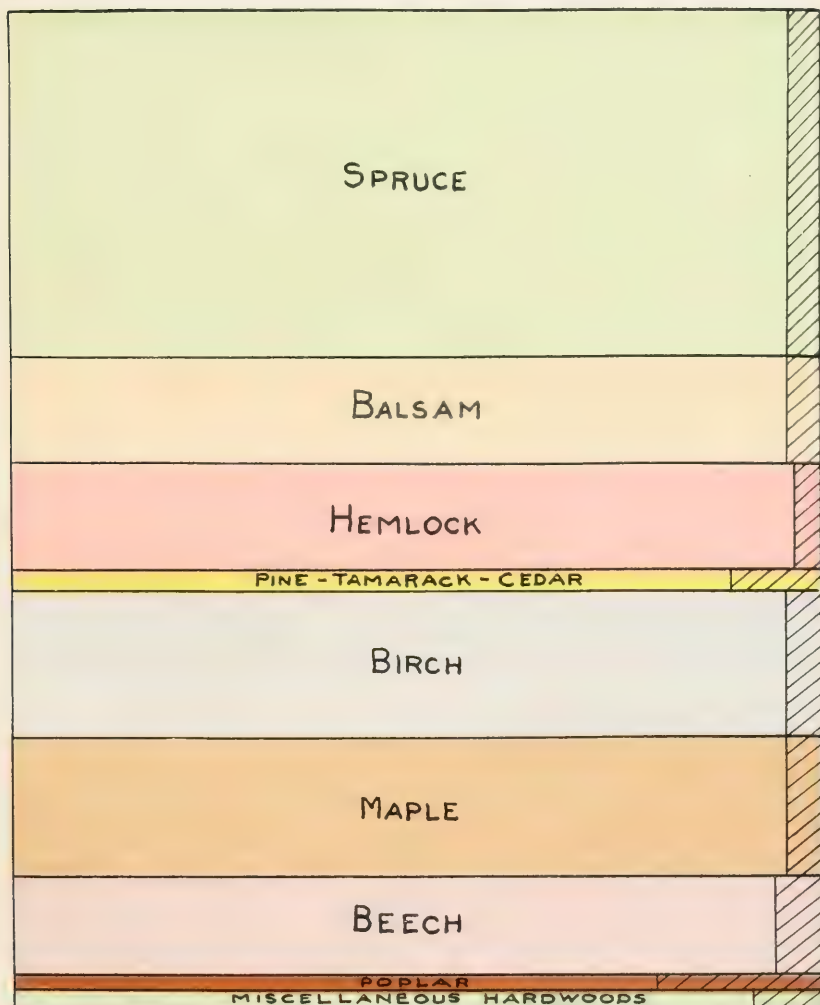 SPRUCE
BALSAM
HEMLOCK
PINE - TAMARACK - CEDAR
BIRCH
MAPLE
BEECH
POPLAR
MISCELLANEOUS HARDWOODS